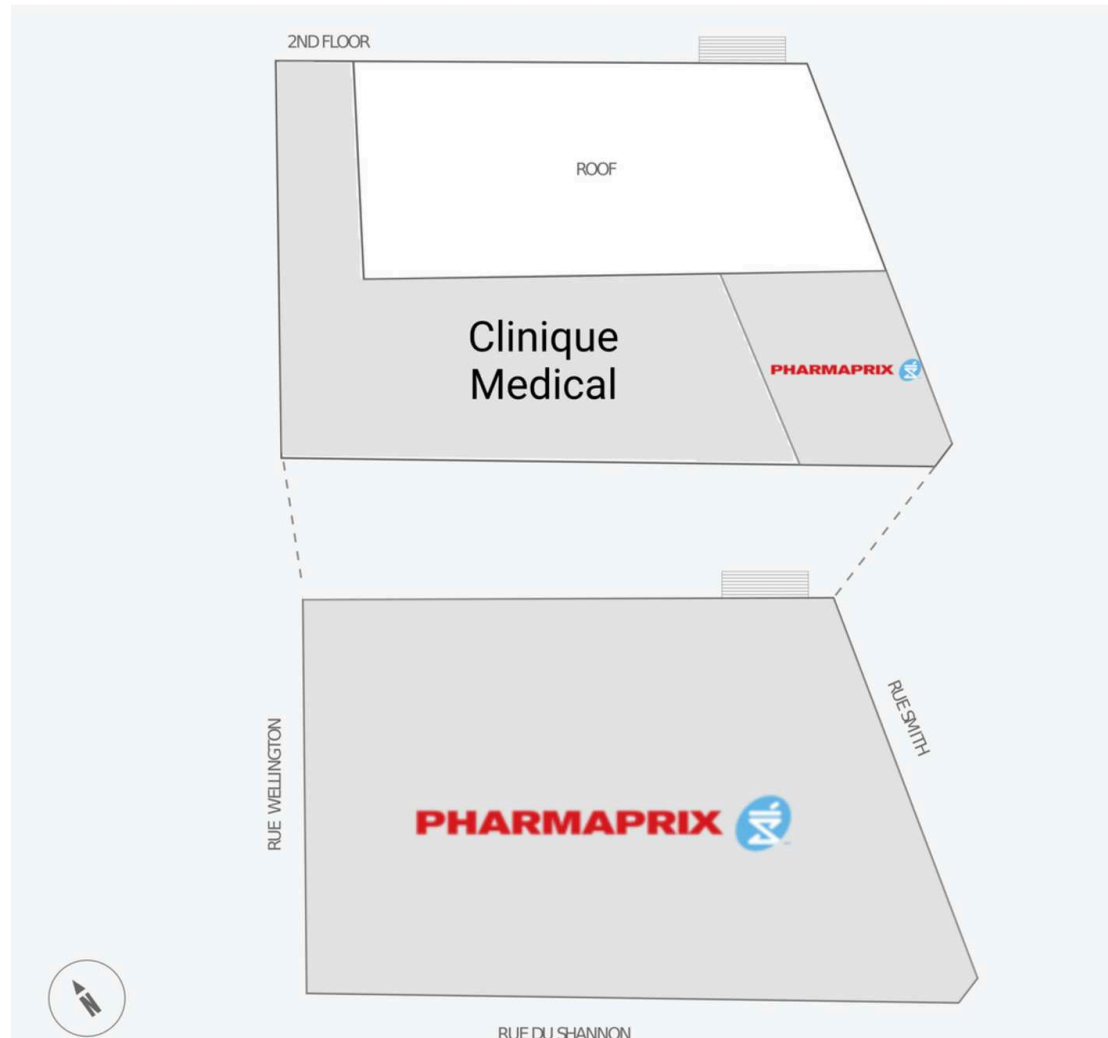 2ND FLOOR
ROOF
Clinique
Medical
PHARMAPRIX
RUE SMITH
RUE WELLINGTON
PHARMAPRIX
N
RUE DU SHANNON